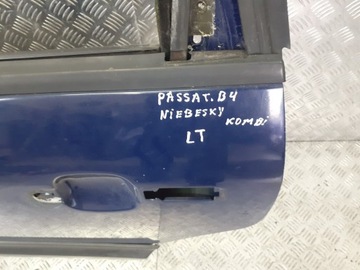 PASSAT. B4
NIEBESKY
KOMBI
LT